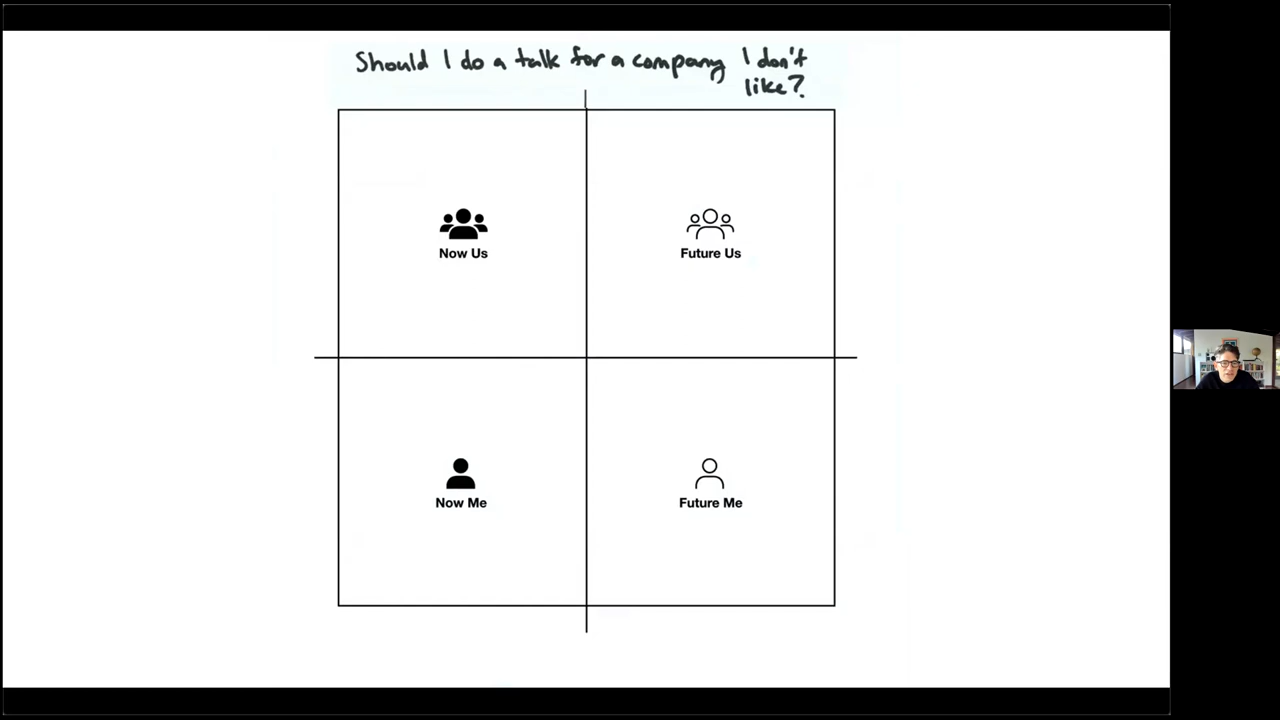 Should I do a talk for a company I don't
like?
Now Us
Future Us
Now Me
Future Me